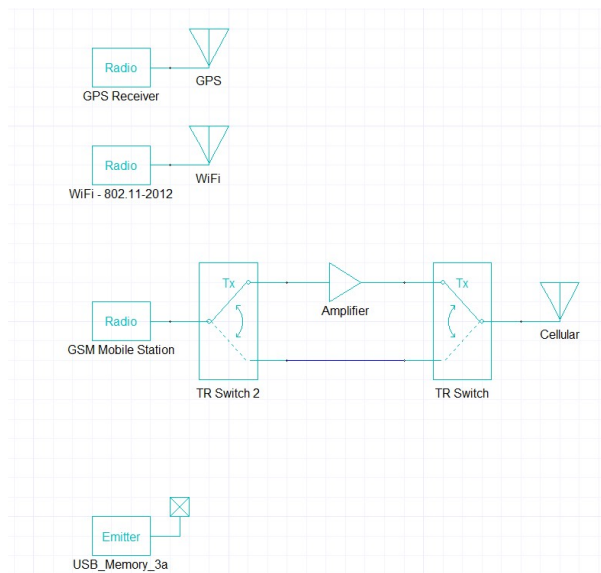 Radio
GPS Receiver
GPS
Radio
WiFi - 802.11-2012
WiFi
Radio
GSM Mobile Station
Tx
TR Switch 2
Amplifier
Tx
TR Switch
Cellular
Emitter
USB_Memory_3a